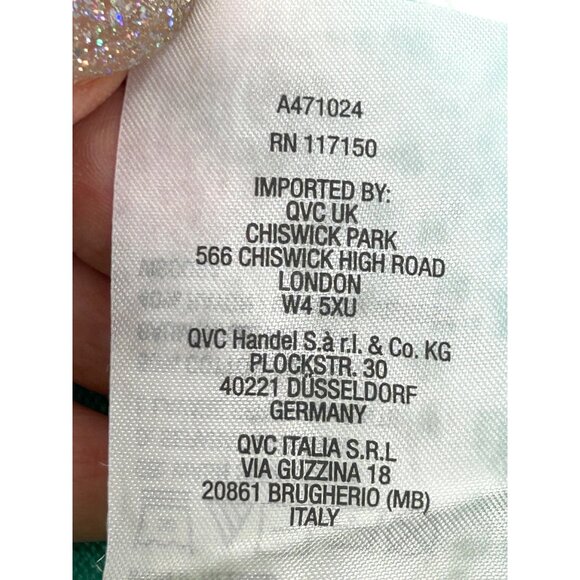 A471024
RN 117150
IMPORTED BY:
QVC UK
CHISWICK PARK
566 CHISWICK HIGH ROAD
LONDON
W4 5XU
QVC Handel S.à r.l. & Co. KG
PLOCKSTR. 30
40221 DÜSSELDORF
GERMANY
QVC ITALIA S.R.L
VIA GUZZINA 18
20861 BRUGHERIO (MB)
ITALY